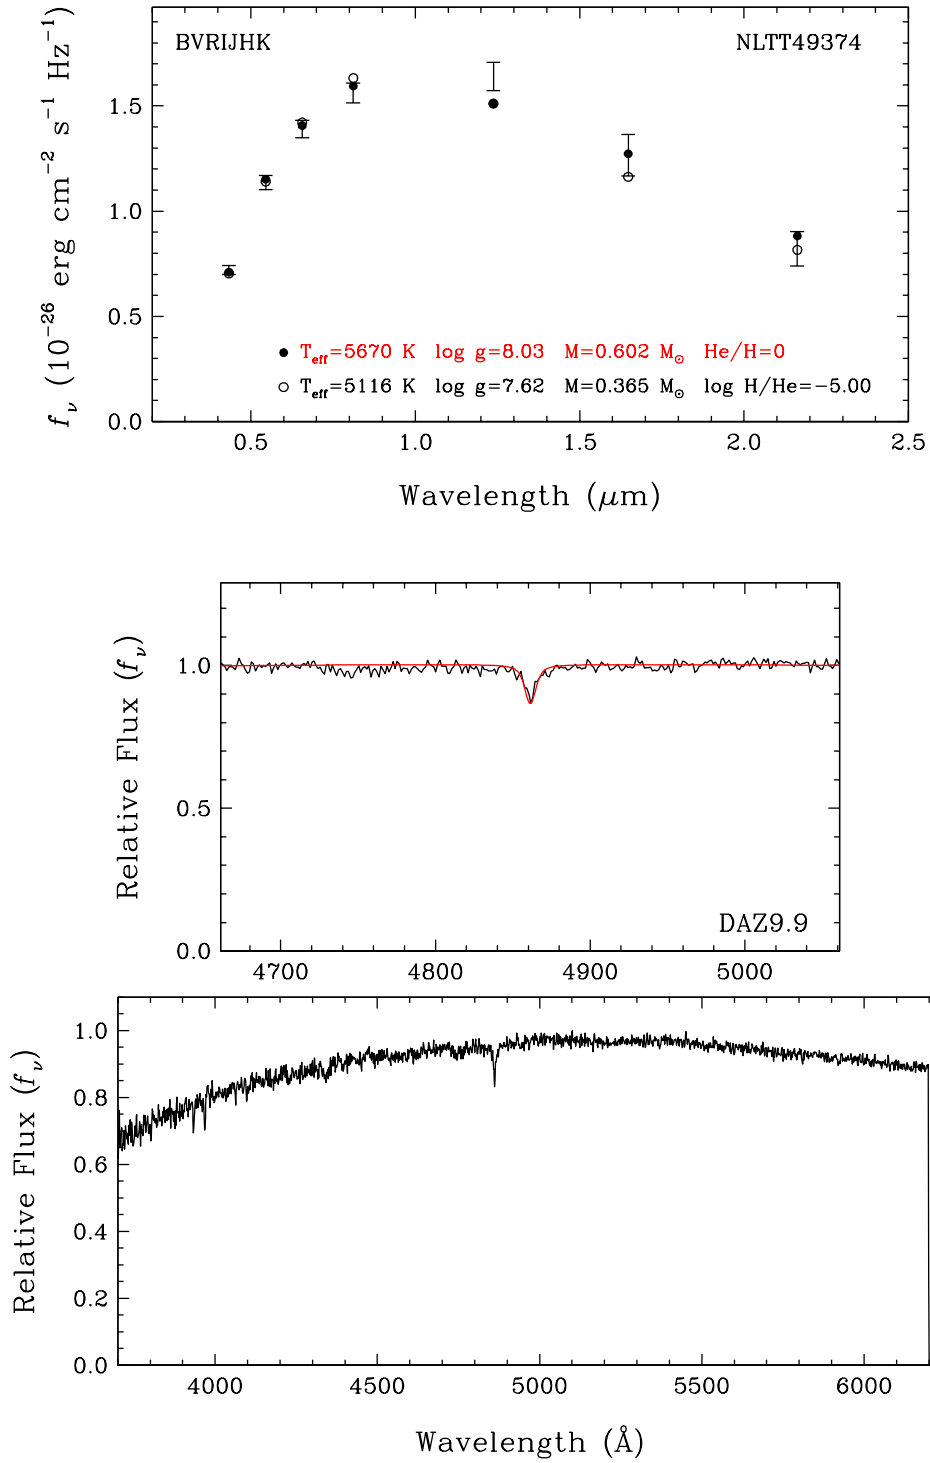 BVRIJHK NLTT49374
f_ν (10^−26 erg cm^−2 s^−1 Hz^−1)
1.5
1.0
0.5
0.0
T_eff=5670 K log g=8.03 M=0.602 M_⊙ He/H=0
T_eff=5116 K log g=7.62 M=0.365 M_⊙ log H/He=−5.00
0.5 1.0 1.5 2.0 2.5
Wavelength (μm)
Relative Flux (f_ν)
1.0
0.5
0.0
DAZ9.9
4700 4800 4900 5000
Relative Flux (f_ν)
1.0
0.8
0.6
0.4
0.2
0.0
4000 4500 5000 5500 6000
Wavelength (Å)